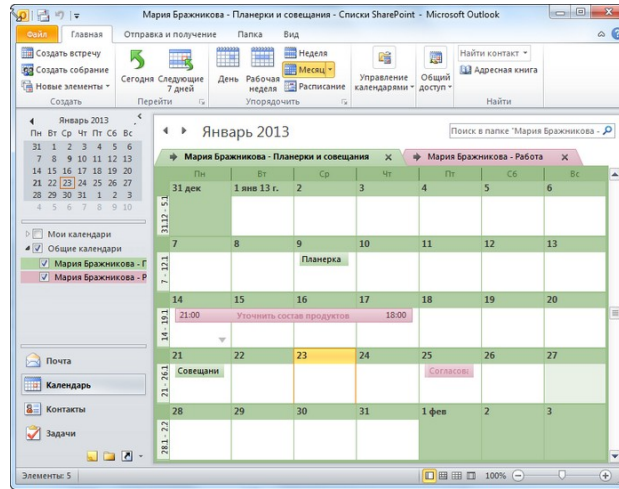 Мария Бражникова - Планерки и совещания - Списки SharePoint - Microsoft Outlook
Файл Главная Отправка и получение Папка Вид
Создать встречу
Создать собрание
Новые элементы
Создать
Сегодня Следующие 7 дней
Перейти
День Рабочая неделя
Неделя
Месяц
Расписание
Упорядочить
Управление календарями
Общий доступ
Найти контакт
Адресная книга
Найти
Январь 2013
Пн Вт Ср Чт Пт Сб Вс
31 1 2 3 4 5 6
7 8 9 10 11 12 13
14 15 16 17 18 19 20
21 22 23 24 25 26 27
28 29 30 31 1 2 3
4 5 6 7 8 9 10
Мои календари
Общие календари
Мария Бражникова - П
Мария Бражникова - Р
Почта
Календарь
Контакты
Задачи
Январь 2013
Поиск в папке "Мария Бражникова -
Мария Бражникова - Планерки и совещания
Мария Бражникова - Работа
Пн Вт Ср Чт Пт Сб Вс
31.12 - 5.1
31 дек 1 янв 13 г. 2 3 4 5 6
7 - 12.1
7 8 9 10 11 12 13
Планерка
14 - 19.1
14 15 16 17 18 19 20
21:00 Уточнить состав продуктов 18:00
21 - 26.1
21 22 23 24 25 26 27
Совещани Согласова
28.1 - 2.2
28 29 30 31 1 фев 2 3
Элементы: 5
100%